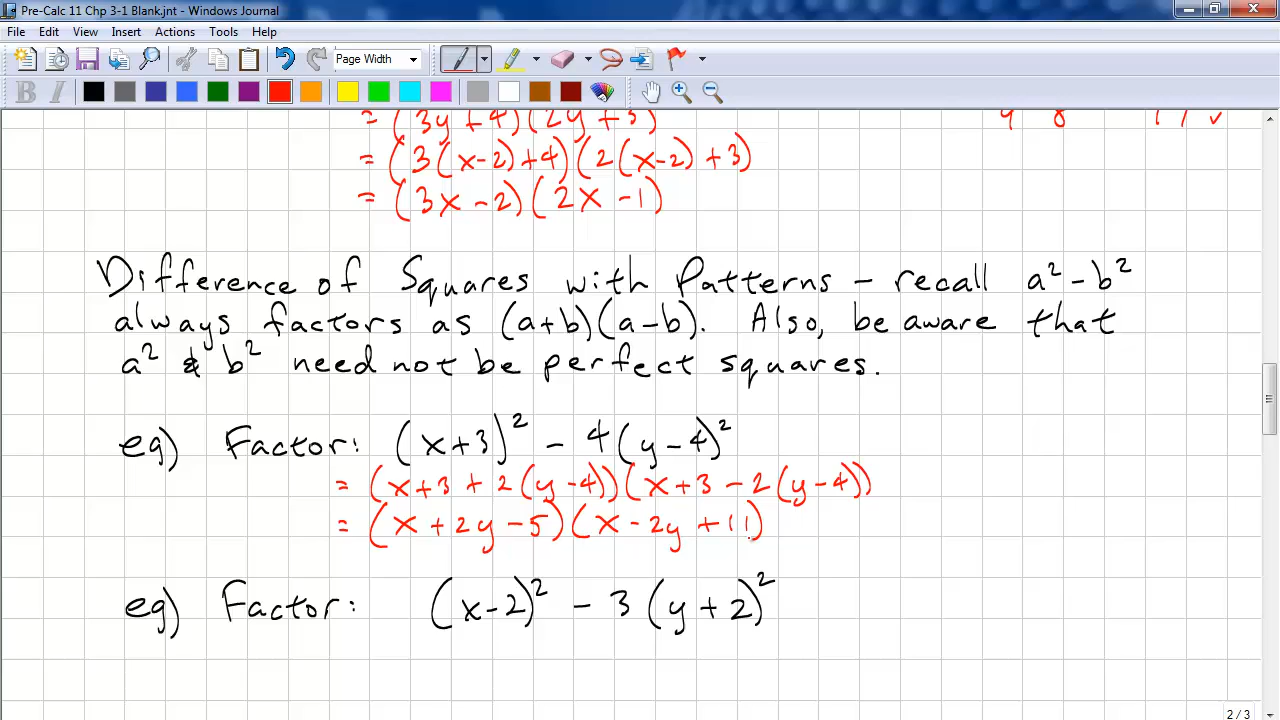 Pre-Calc 11 Chp 3-1 Blank.jnt - Windows Journal
File Edit View Insert Actions Tools Help
Page Width
B I
= (3y + 4)(2y + 3)
= (3(x-2)+4)(2(x-2)+3)
= (3x - 2)(2x - 1)
Difference of Squares with Patterns - recall a² - b²
always factors as (a+b)(a-b). Also, be aware that
a² & b² need not be perfect squares.
eg) Factor: (x+3)² - 4(y-4)²
= (x+3 + 2(y-4))(x+3 - 2(y-4))
= (x + 2y - 5)(x - 2y + 11)
eg) Factor: (x-2)² - 3(y+2)²
2/3